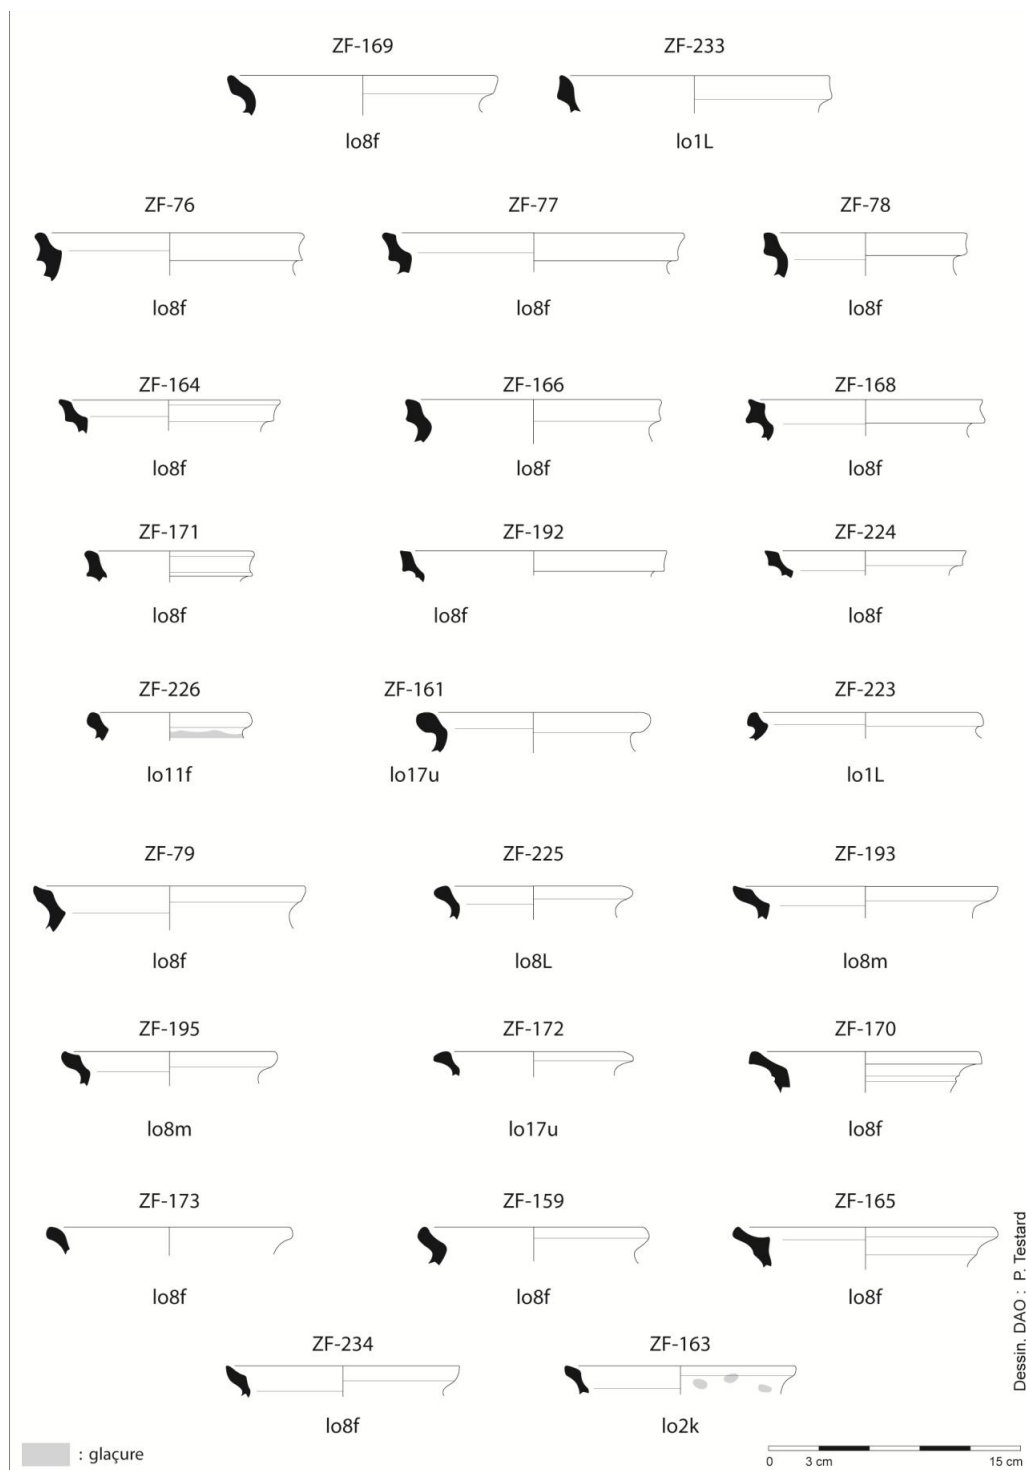 ZF-169 ZF-233
lo8f lo1L
ZF-76 ZF-77 ZF-78
lo8f lo8f lo8f
ZF-164 ZF-166 ZF-168
lo8f lo8f lo8f
ZF-171 ZF-192 ZF-224
lo8f lo8f lo8f
ZF-226 ZF-161 ZF-223
lo11f lo17u lo1L
ZF-79 ZF-225 ZF-193
lo8f lo8L lo8m
ZF-195 ZF-172 ZF-170
lo8m lo17u lo8f
ZF-173 ZF-159 ZF-165
lo8f lo8f lo8f
ZF-234 ZF-163
lo8f lo2k
: glaçure
0 3 cm 15 cm
Dessin. DAO : P. Testard